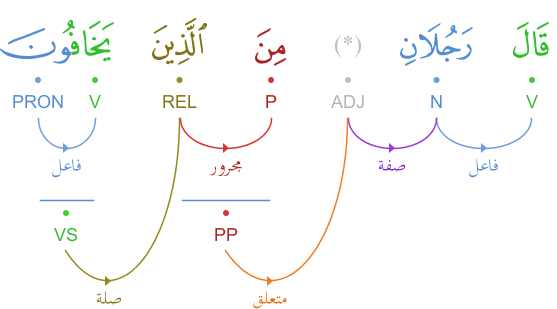 قَالَ رَجُلَانِ (*) مِنَ ٱلَّذِينَ يَخَافُونَ
V N ADJ P REL V PRON
فاعل صفة مجرور فاعل
PP VS
متعلق صلة